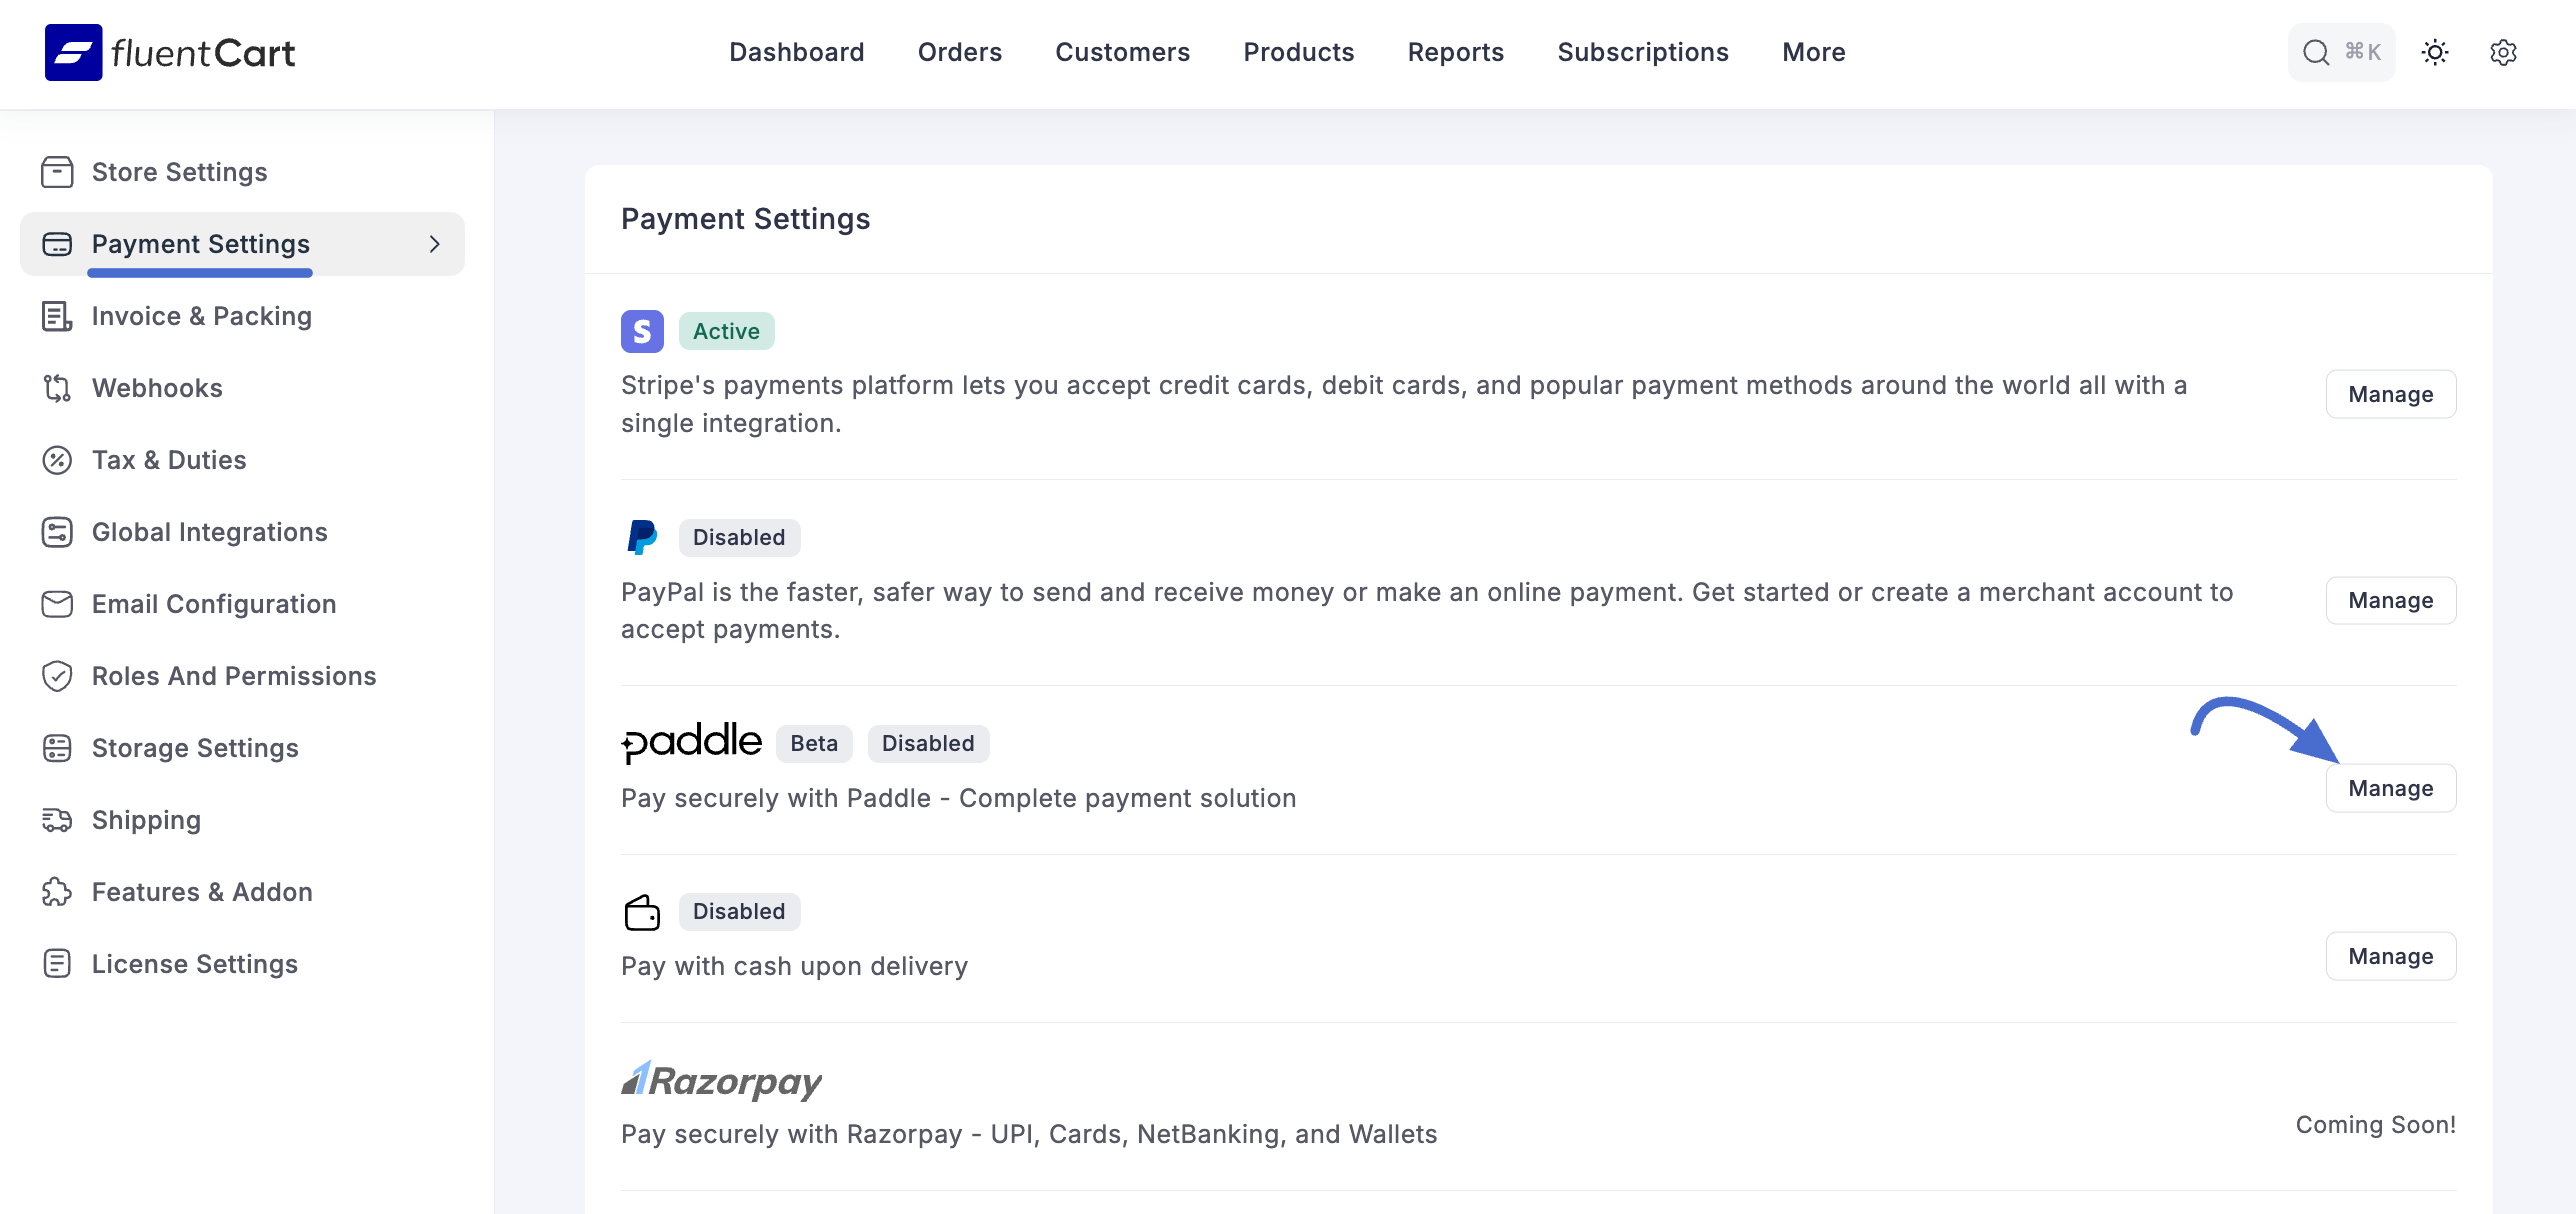 fluentCart
Dashboard
Orders
Customers
Products
Reports
Subscriptions
More
⌘K
Store Settings
Payment Settings
Invoice & Packing
Webhooks
Tax & Duties
Global Integrations
Email Configuration
Roles And Permissions
Storage Settings
Shipping
Features & Addon
License Settings
Payment Settings
S Active
Stripe's payments platform lets you accept credit cards, debit cards, and popular payment methods around the world all with a
single integration.
Manage
Disabled
PayPal is the faster, safer way to send and receive money or make an online payment. Get started or create a merchant account to
accept payments.
Manage
paddle Beta Disabled
Pay securely with Paddle - Complete payment solution
Manage
Disabled
Pay with cash upon delivery
Manage
Razorpay
Pay securely with Razorpay - UPI, Cards, NetBanking, and Wallets
Coming Soon!